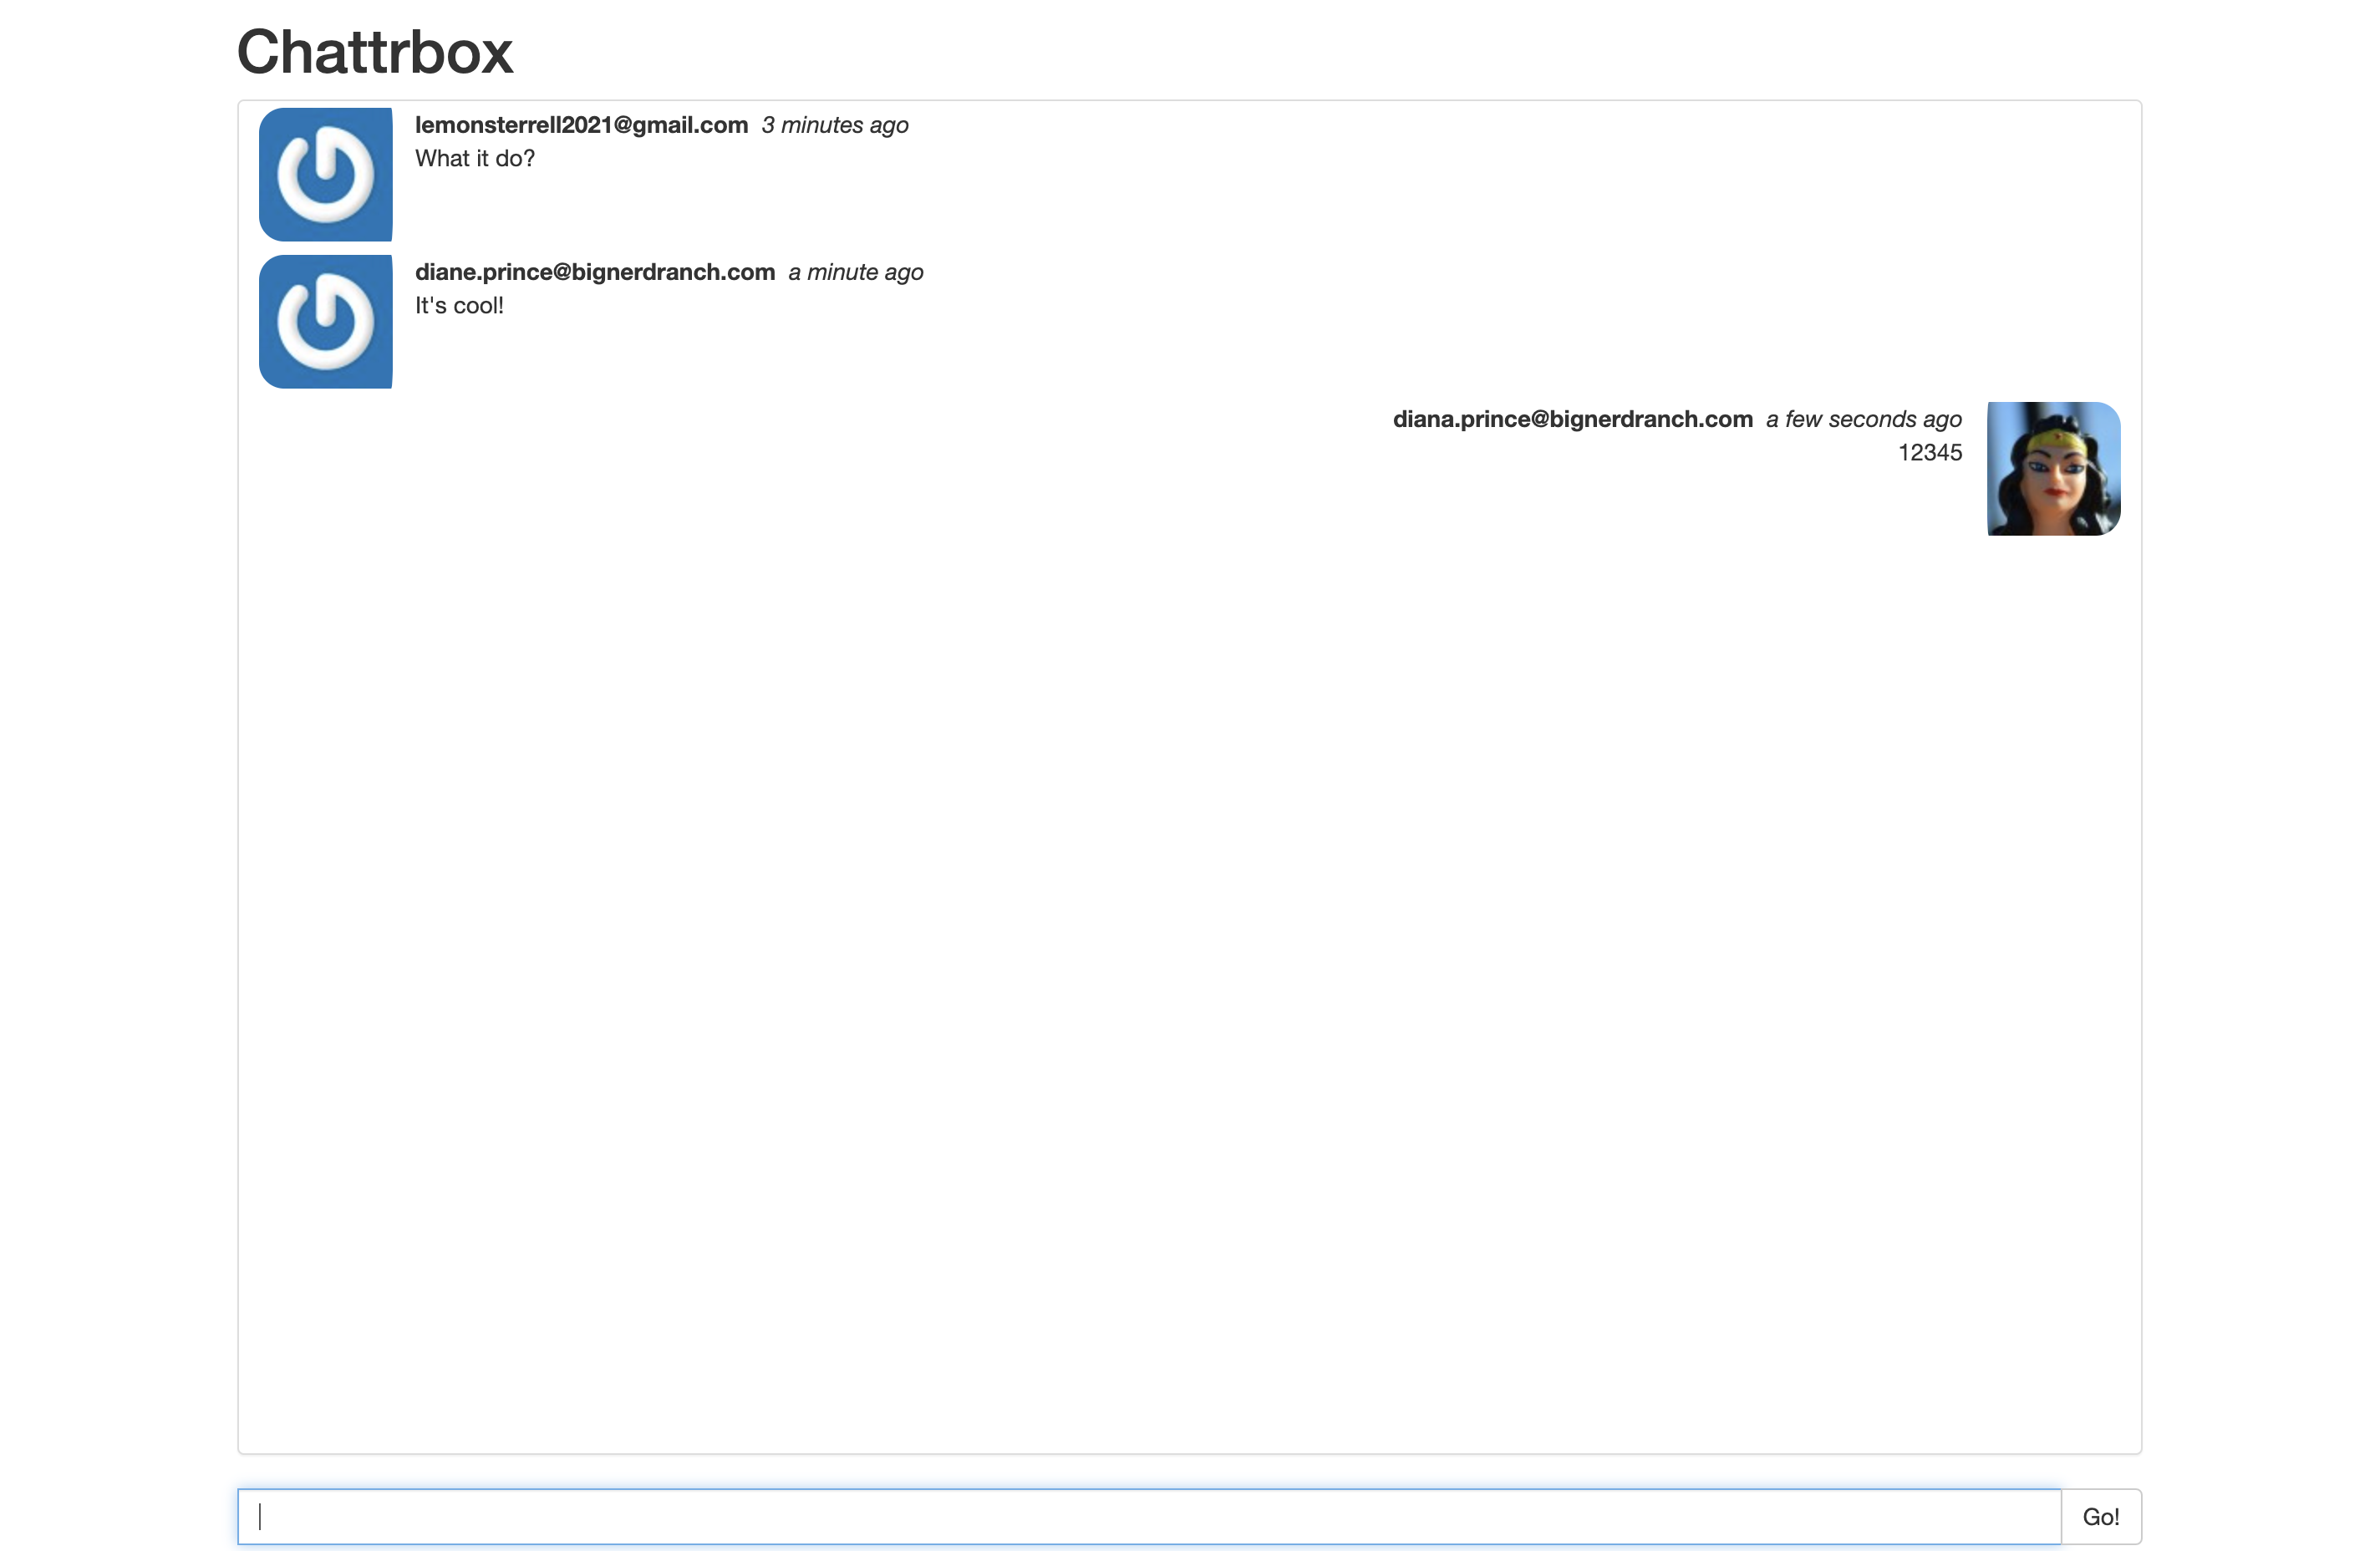 Chattrbox
lemonsterrell2021@gmail.com 3 minutes ago
What it do?
diane.prince@bignerdranch.com a minute ago
It's cool!
diana.prince@bignerdranch.com a few seconds ago
12345
Go!